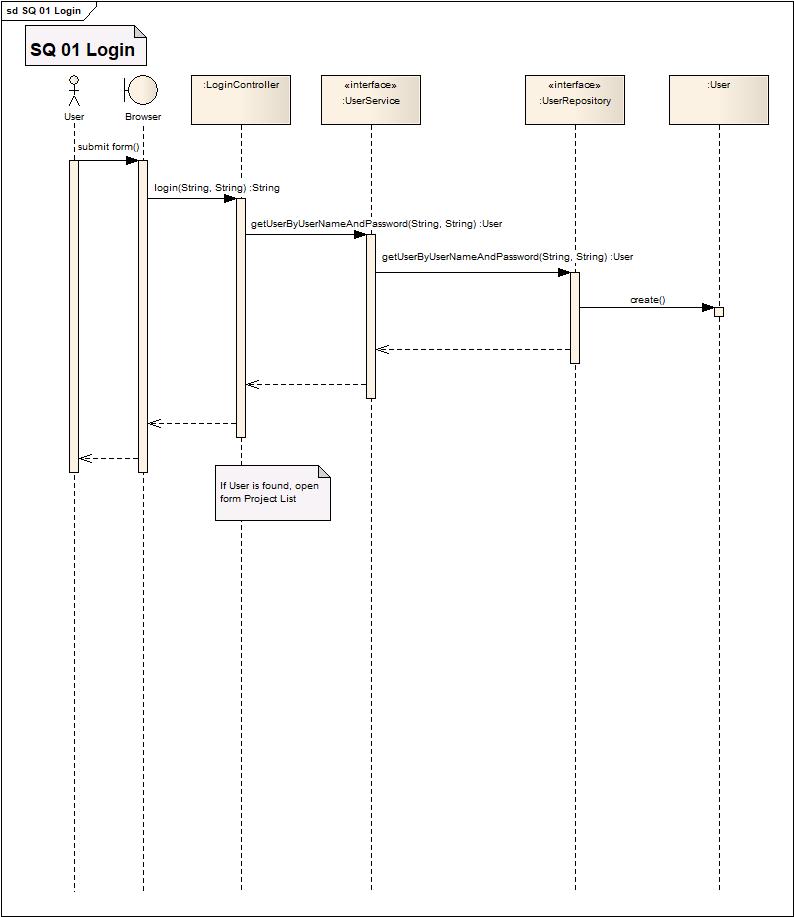 sd SQ 01 Login
SQ 01 Login
User
Browser
:LoginController
«interface»
:UserService
«interface»
:UserRepository
:User
submit form()
login(String, String) :String
getUserByUserNameAndPassword(String, String) :User
getUserByUserNameAndPassword(String, String) :User
create()
If User is found, open
form Project List